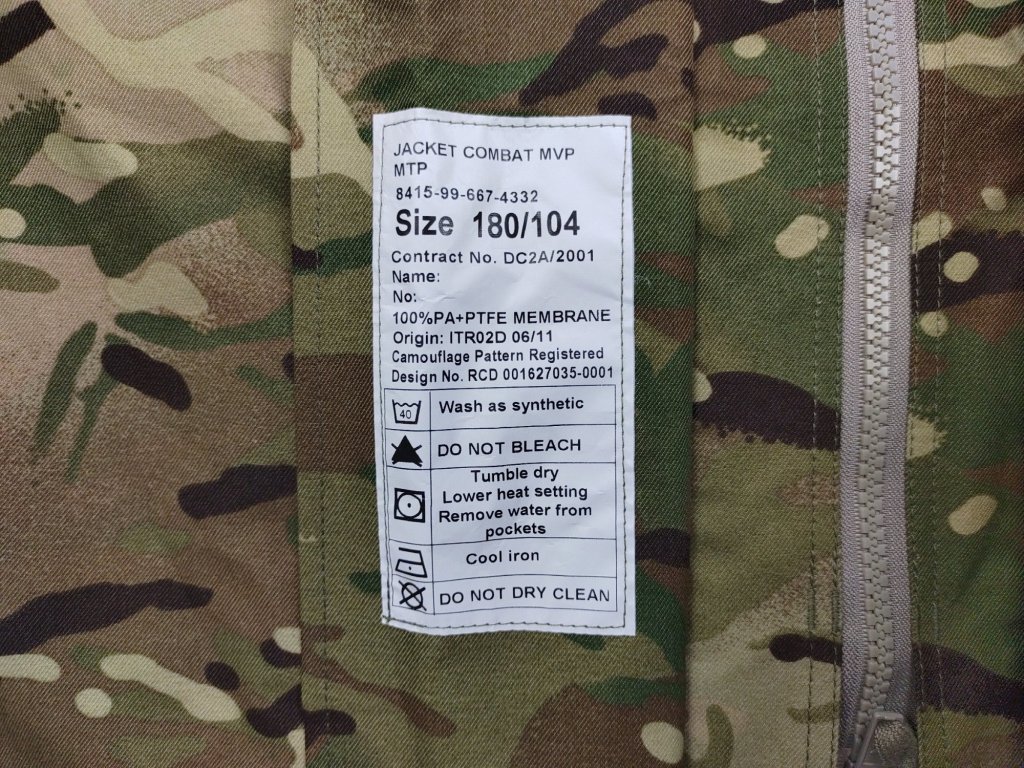 JACKET COMBAT MVP
MTP
8415-99-667-4332
Size 180/104
Contract No. DC2A/2001
Name:
No:
100%PA+PTFE MEMBRANE
Origin: ITR02D 06/11
Camouflage Pattern Registered
Design No. RCD 001627035-0001
40 Wash as synthetic
DO NOT BLEACH
Tumble dry
Lower heat setting
Remove water from
pockets
Cool iron
DO NOT DRY CLEAN